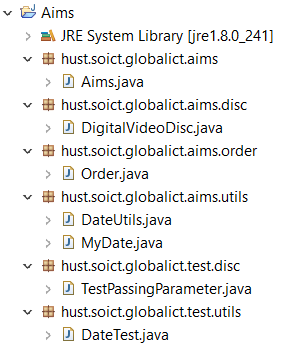 Aims
JRE System Library [jre1.8.0_241]
hust.soict.globalict.aims
Aims.java
hust.soict.globalict.aims.disc
DigitalVideoDisc.java
hust.soict.globalict.aims.order
Order.java
hust.soict.globalict.aims.utils
DateUtils.java
MyDate.java
hust.soict.globalict.test.disc
TestPassingParameter.java
hust.soict.globalict.test.utils
DateTest.java